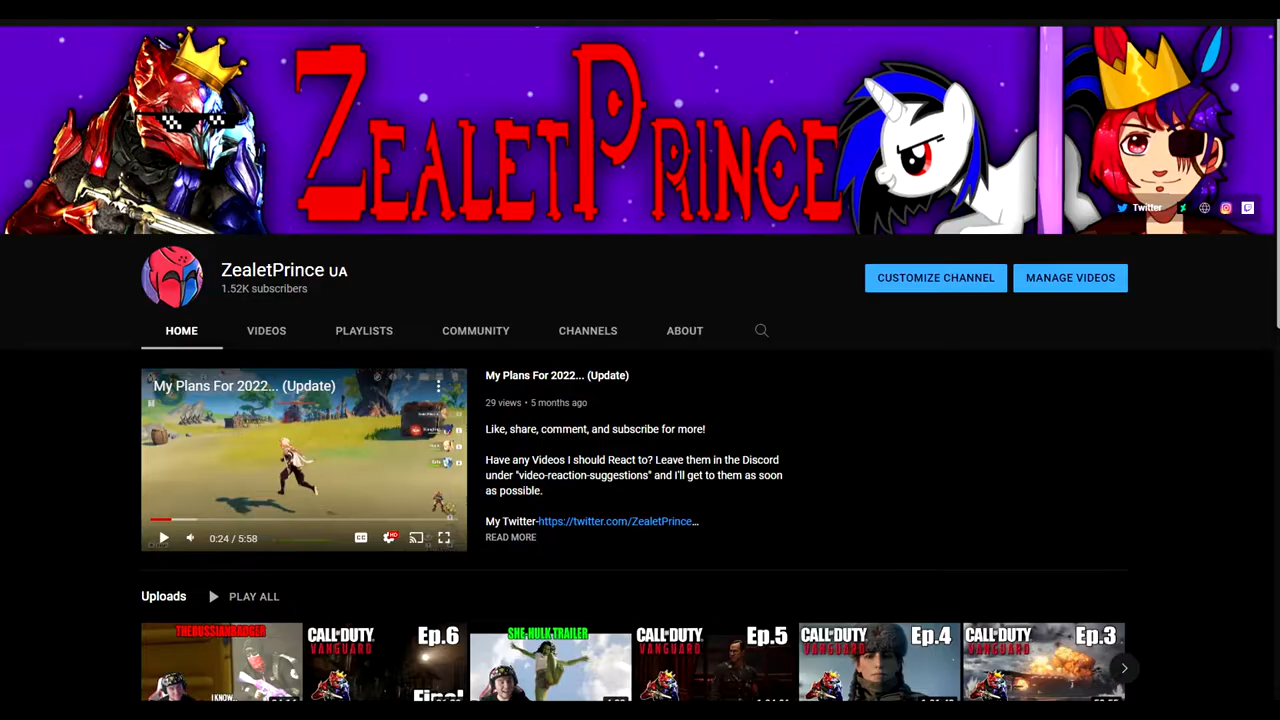 ZEALETPRINCE
Twitter
ZealetPrince UA
1.52K subscribers
CUSTOMIZE CHANNEL
MANAGE VIDEOS
HOME
VIDEOS
PLAYLISTS
COMMUNITY
CHANNELS
ABOUT
My Plans For 2022... (Update)
0:24 / 5:58
CC
HD
My Plans For 2022... (Update)
29 views • 5 months ago
Like, share, comment, and subscribe for more!
Have any Videos I should React to? Leave them in the Discord
under "video-reaction-suggestions" and I'll get to them as soon
as possible.
My Twitter-https://twitter.com/ZealetPrince...
READ MORE
Uploads
PLAY ALL
THERUSSIANBADGER
I KNOW...
CALL OF DUTY
VANGUARD
Ep.6
Final
SHE-HULK TRAILER
CALL OF DUTY
VANGUARD
Ep.5
CALL OF DUTY
VANGUARD
Ep.4
CALL OF DUTY
VANGUARD
Ep.3